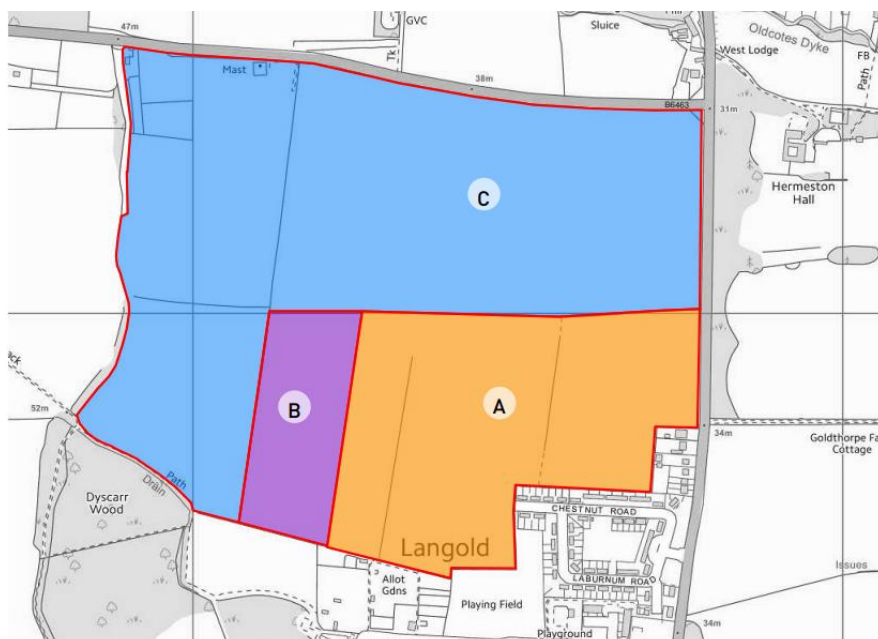 47m
GVC
Sluice
Oldcotes Dyke
West Lodge
FB
Path
Tk
Mast
38m
B6463
31m
C
Hermeston
Hall
52m
B
A
34m
Goldthorpe Fa
Cottage
Path
Drain
Dyscarr
Wood
CHESTNUT ROAD
Langold
Allot
Gdns
LABURNUM ROAD
Issues
Playing Field
Playground
34m